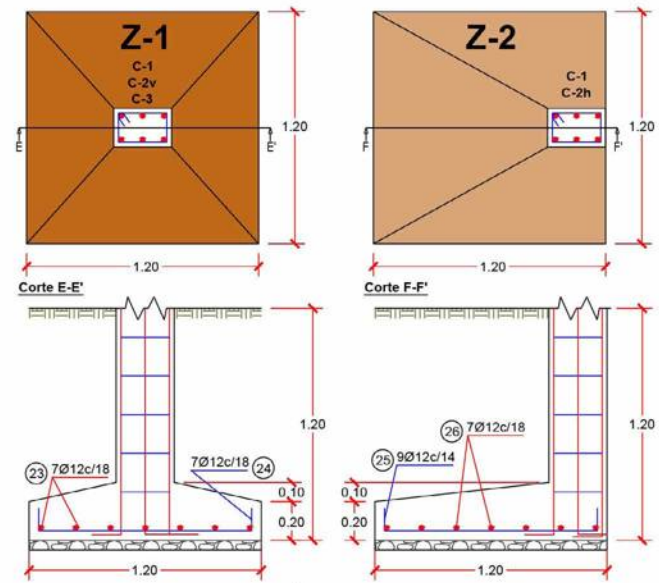 Z-1
C-1
C-2v
C-3
E
E'
1.20
1.20
Z-2
C-1
C-2h
F
F'
1.20
1.20
Corte E-E'
23 7Ø12c/18
7Ø12c/18 24
0.10
0.20
1.20
1.20
Corte F-F'
26 7Ø12c/18
25 9Ø12c/14
0.10
0.20
1.20
1.20